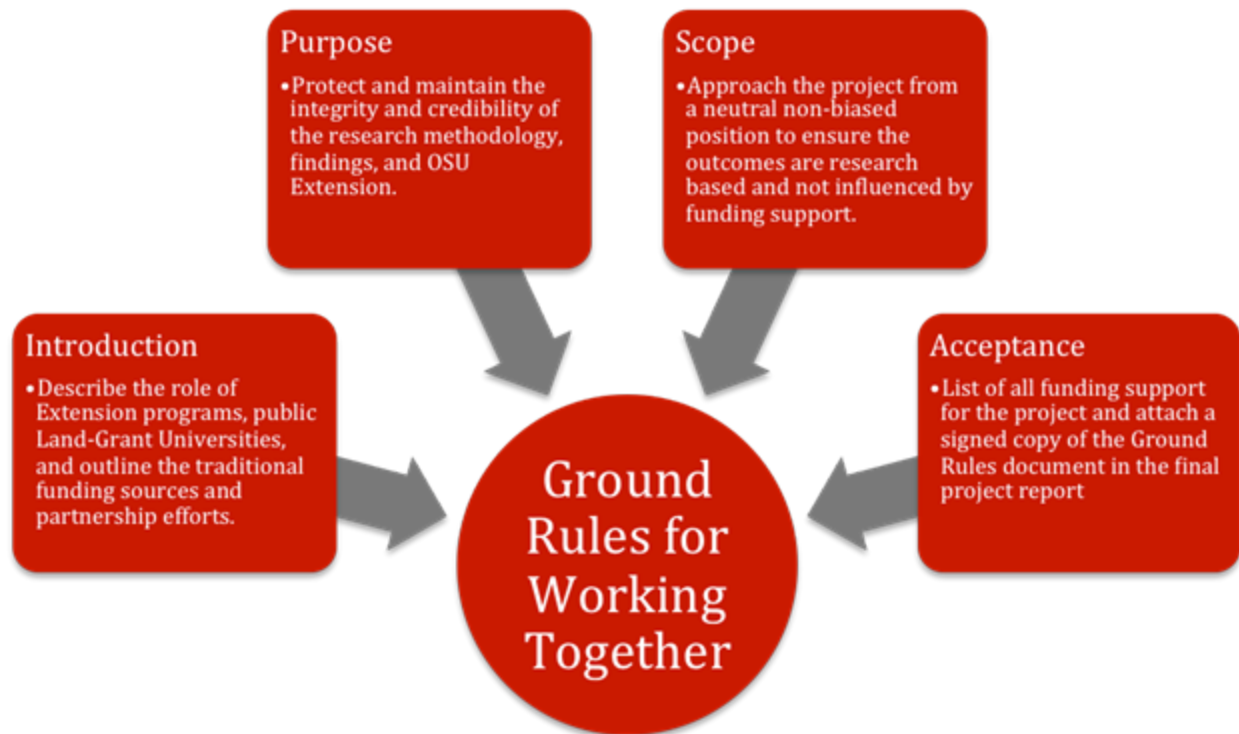 Purpose
•Protect and maintain the
integrity and credibility of
the research methodology,
findings, and OSU
Extension.
Scope
•Approach the project from
a neutral non-biased
position to ensure the
outcomes are research
based and not influenced by
funding support.
Introduction
•Describe the role of
Extension programs, public
Land-Grant Universities,
and outline the traditional
funding sources and
partnership efforts.
Acceptance
•List of all funding support
for the project and attach a
signed copy of the Ground
Rules document in the final
project report
Ground
Rules for
Working
Together